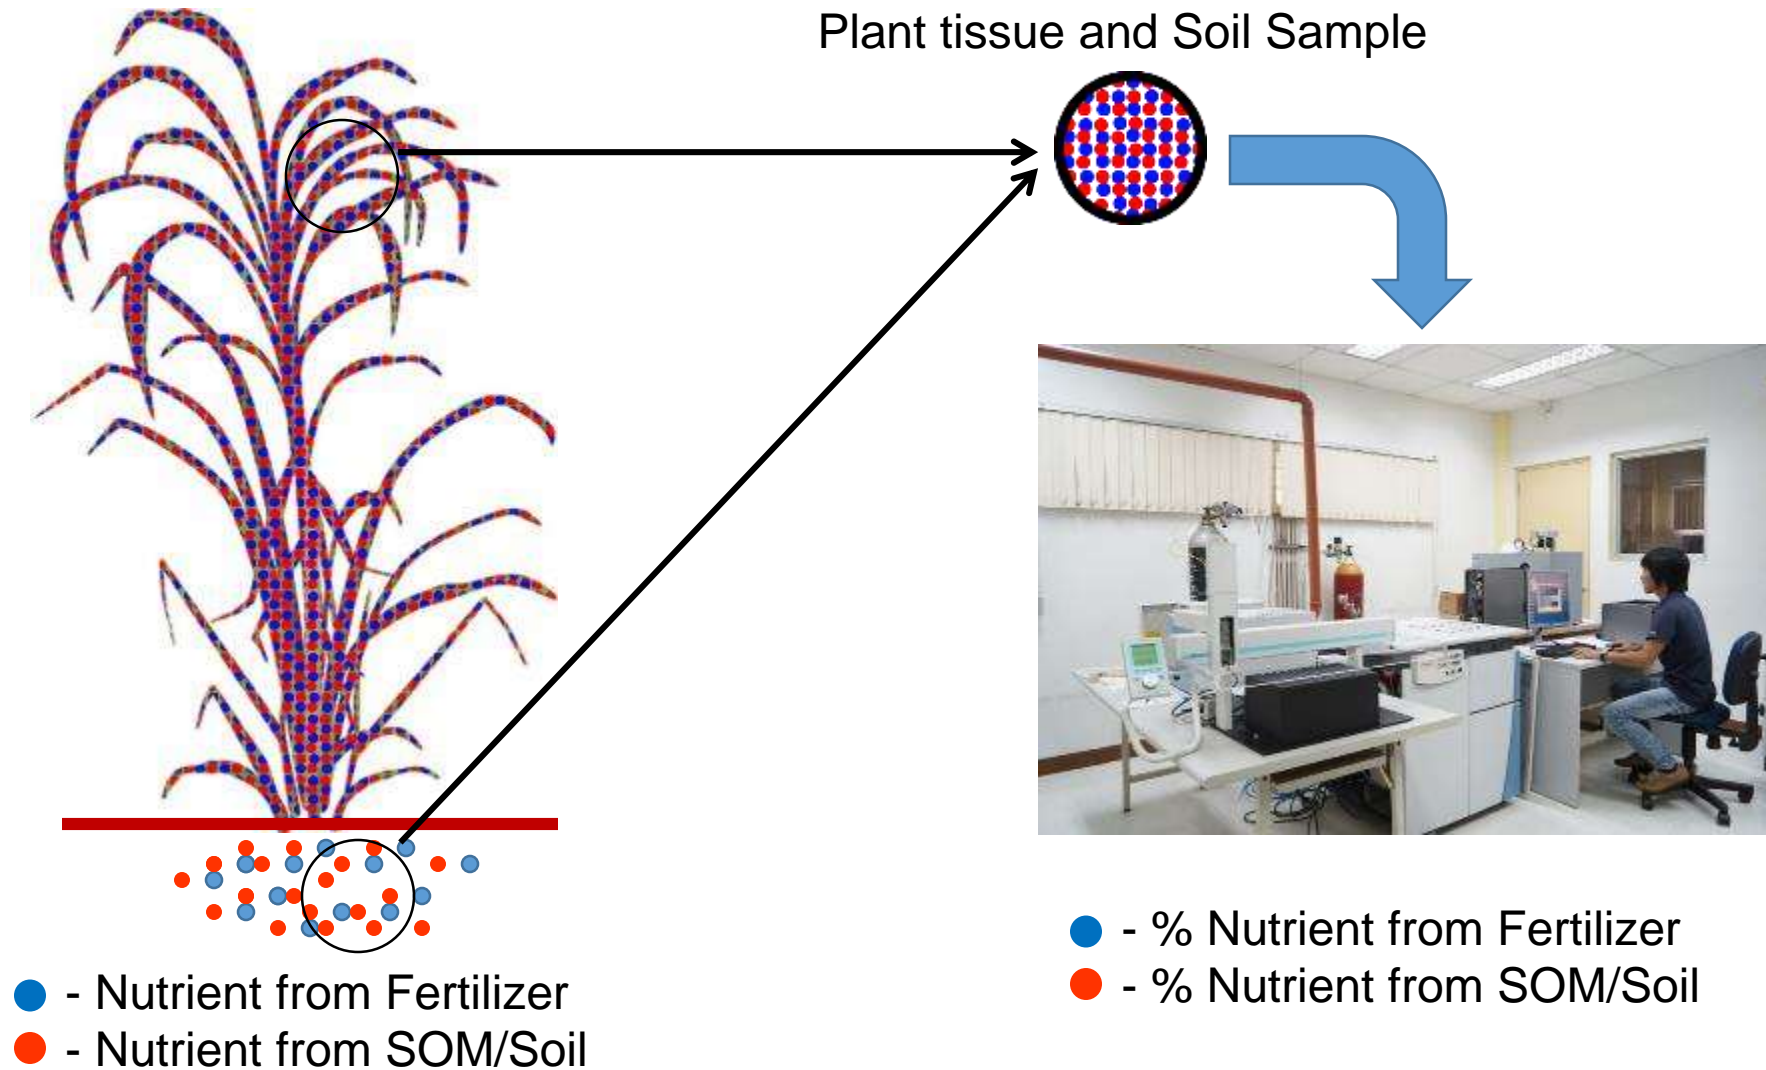 Plant tissue and Soil Sample
- Nutrient from Fertilizer
- Nutrient from SOM/Soil
- % Nutrient from Fertilizer
- % Nutrient from SOM/Soil